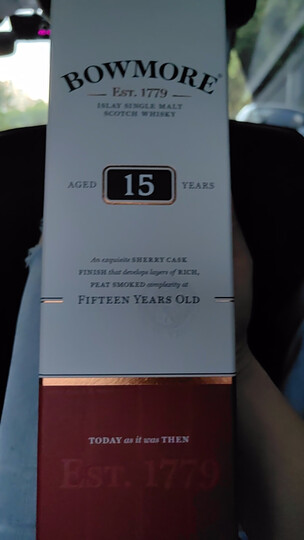 BOWMORE®
EST. 1779
ISLAY SINGLE MALT
SCOTCH WHISKY
AGED 15 YEARS
An exquisite SHERRY CASK
FINISH that develops layers of RICH,
PEAT SMOKED complexity at
FIFTEEN YEARS OLD
TODAY as it was THEN
EST. 1779